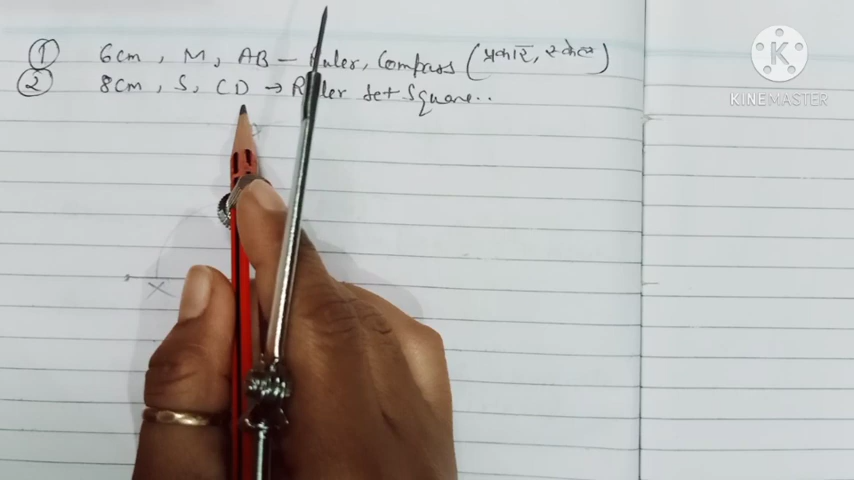 ① 6cm, M, AB — Ruler, Compass (प्रकार, स्केल)
② 8cm, S, CD → Ruler Set Square..
X
K
KINEMASTER